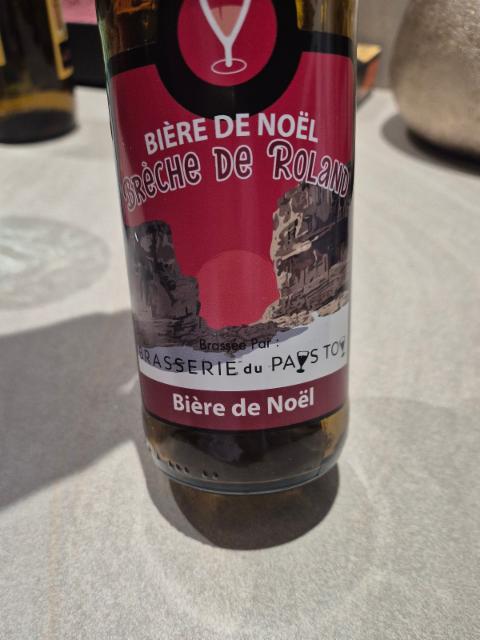 BIÈRE DE NOËL
BRÈCHE DE ROLAND
Brassée Par :
BRASSERIE du PAYS TOY
Bière de Noël